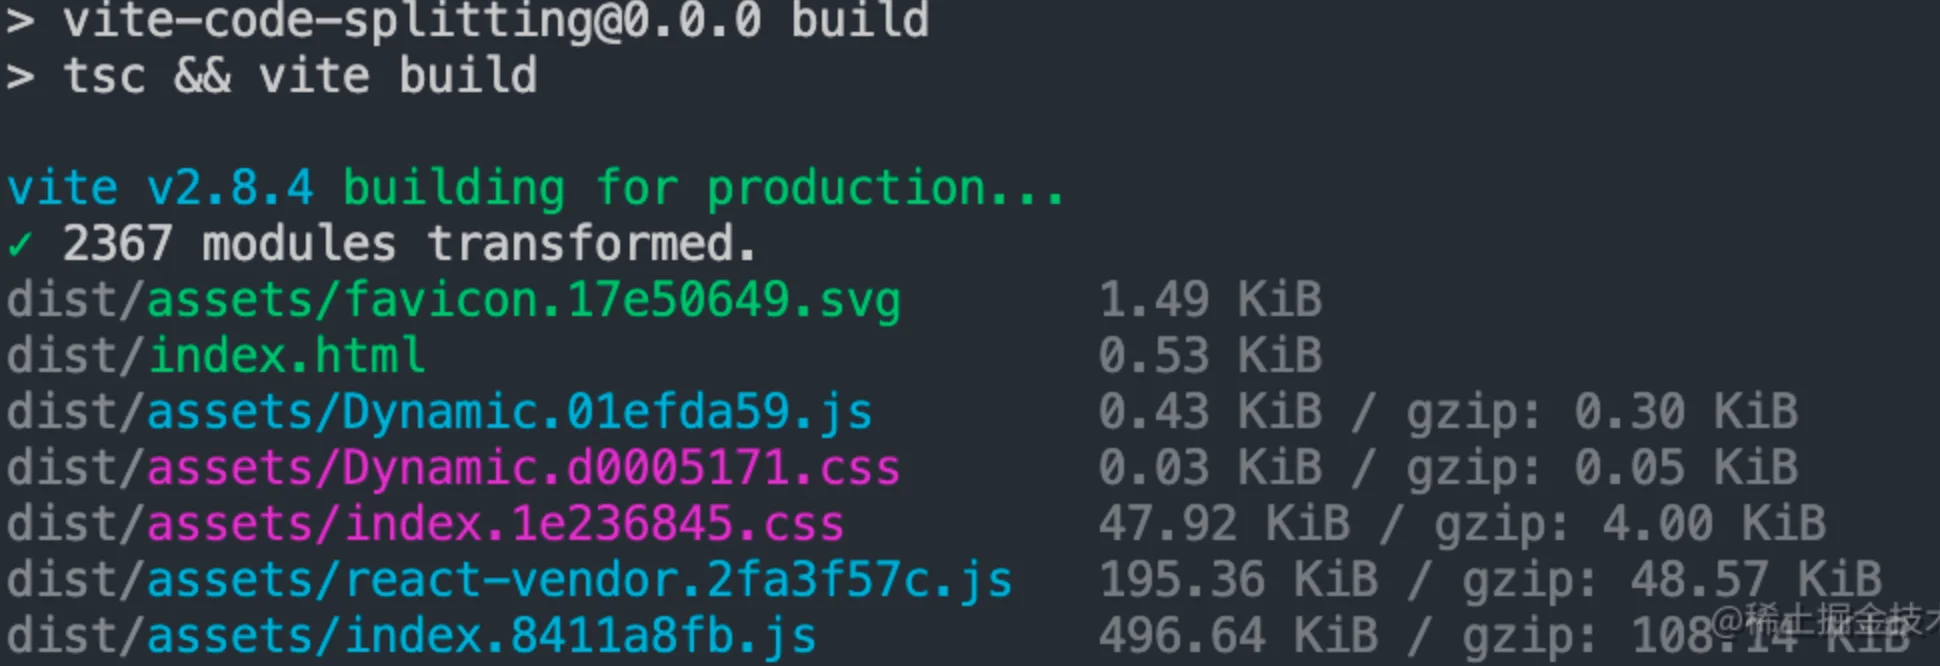 > vite-code-splitting@0.0.0 build
> tsc && vite build
vite v2.8.4 building for production...
✓ 2367 modules transformed.
dist/assets/favicon.17e50649.svg 1.49 KiB
dist/index.html 0.53 KiB
dist/assets/Dynamic.01efda59.js 0.43 KiB / gzip: 0.30 KiB
dist/assets/Dynamic.d0005171.css 0.03 KiB / gzip: 0.05 KiB
dist/assets/index.1e236845.css 47.92 KiB / gzip: 4.00 KiB
dist/assets/react-vendor.2fa3f57c.js 195.36 KiB / gzip: 48.57 KiB
dist/assets/index.8411a8fb.js 496.64 KiB / gzip: 108.14 KiB
@稀土掘金技术